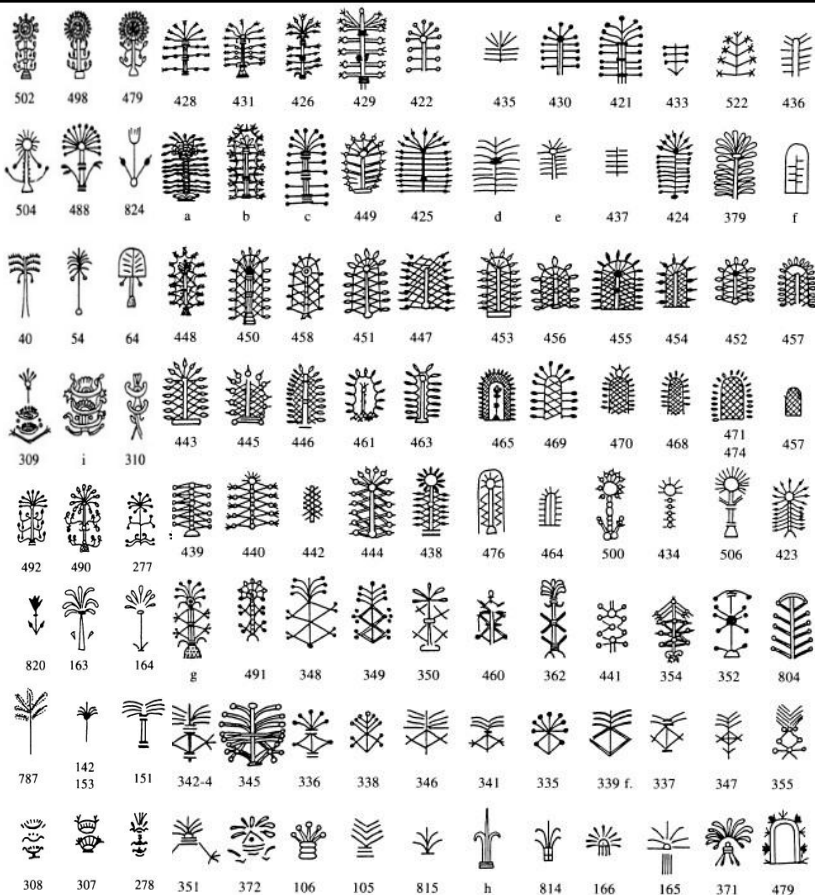 502 498 479 428 431 426 429 422 435 430 421 433 522 436
504 488 824 a b c 449 425 d e 437 424 379 f
40 54 64 448 450 458 451 447 453 456 455 454 452 457
309 i 310 443 445 446 461 463 465 469 470 468 471 457
474
492 490 277 439 440 442 444 438 476 464 500 434 506 423
820 163 164 g 491 348 349 350 460 362 441 354 352 804
787 142 151 342-4 345 336 338 346 341 335 339 f. 337 347 355
153
308 307 278 351 372 106 105 815 h 814 166 165 371 479